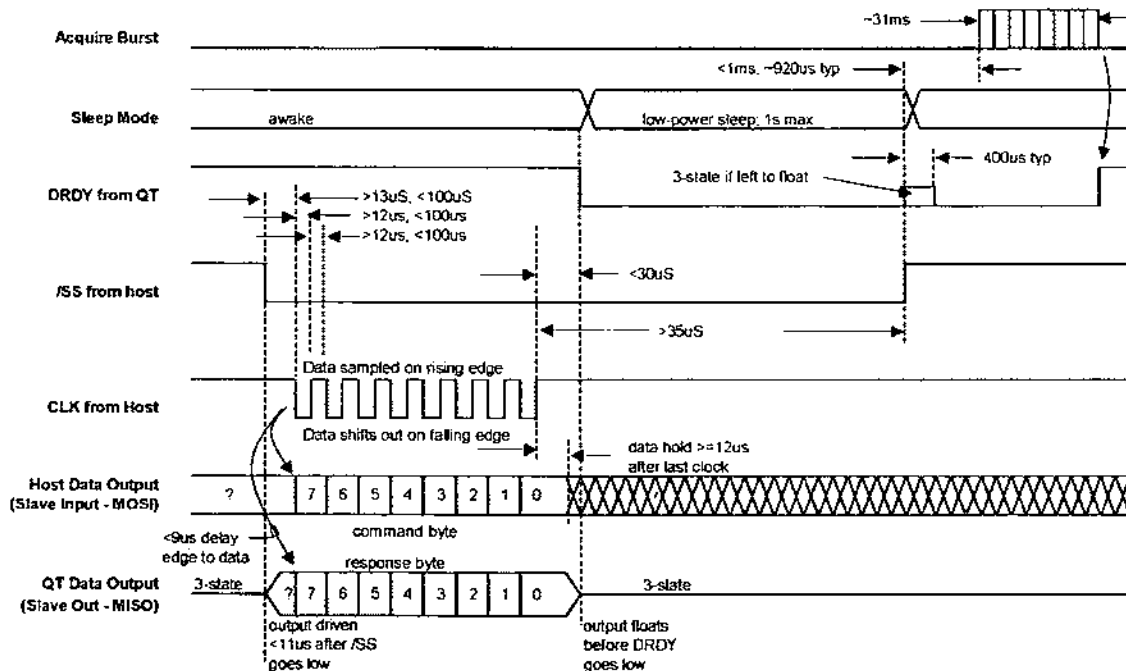 Acquire Burst
~31ms
<1ms, ~920us typ
Sleep Mode
awake
low-power sleep; 1s max
400us typ
3-state if left to float
DRDY from QT
>13uS, <100uS
>12us, <100us
>12us, <100us
<30uS
/SS from host
>35uS
Data sampled on rising edge
CLK from Host
Data shifts out on falling edge
data hold >=12us
after last clock
Host Data Output
(Slave Input - MOSI)
? 7 6 5 4 3 2 1 0
command byte
<9us delay
edge to data
response byte
QT Data Output
(Slave Out - MISO)
3-state
? 7 6 5 4 3 2 1 0
3-state
output driven
<11us after /SS
goes low
output floats
before DRDY
goes low